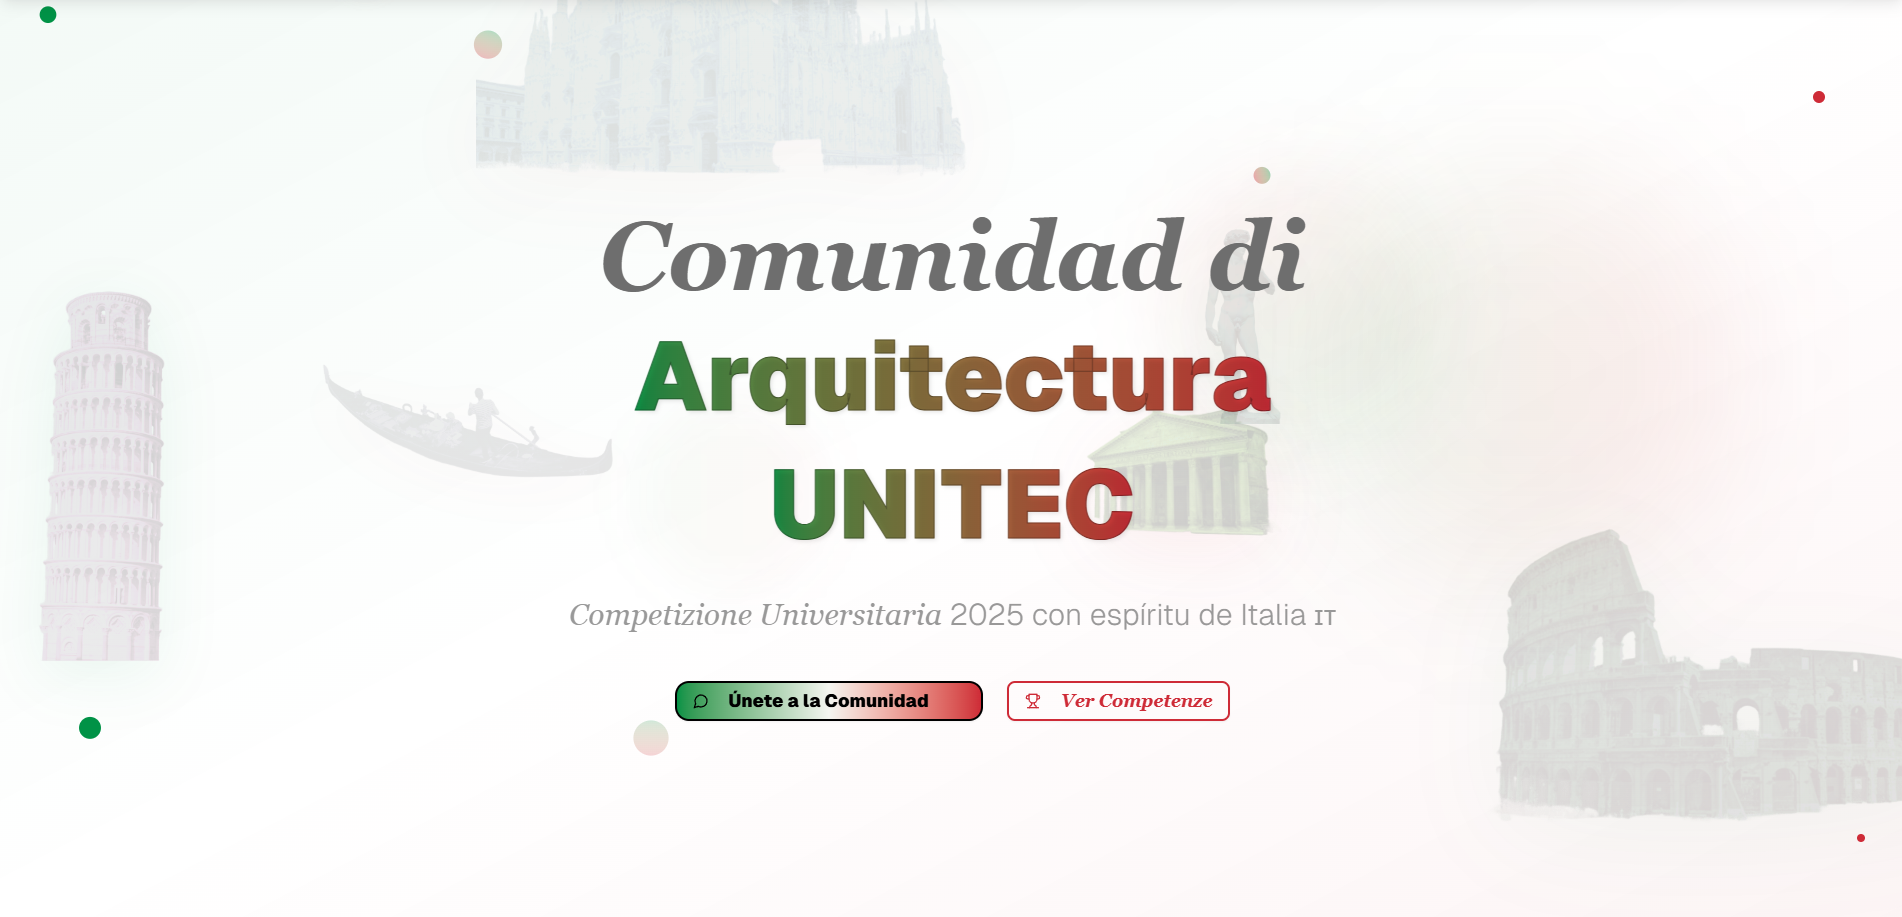 Comunidad di
Arquitectura
UNITEC
Competizione Universitaria 2025 con espíritu de Italia IT
Únete a la Comunidad
Ver Competenze